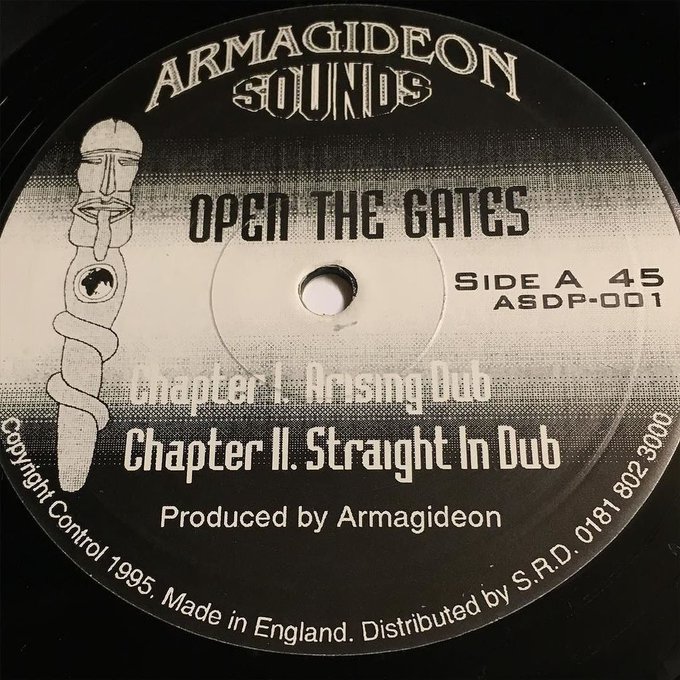 ARMAGIDEON
SOUNDS
OPEN THE GATES
SIDE A 45
ASDP-001
Chapter I. Arising Dub
Chapter II. Straight In Dub
Produced by Armagideon
Copyright Control 1995. Made in England. Distributed by S.R.D. 0181 802 3000.